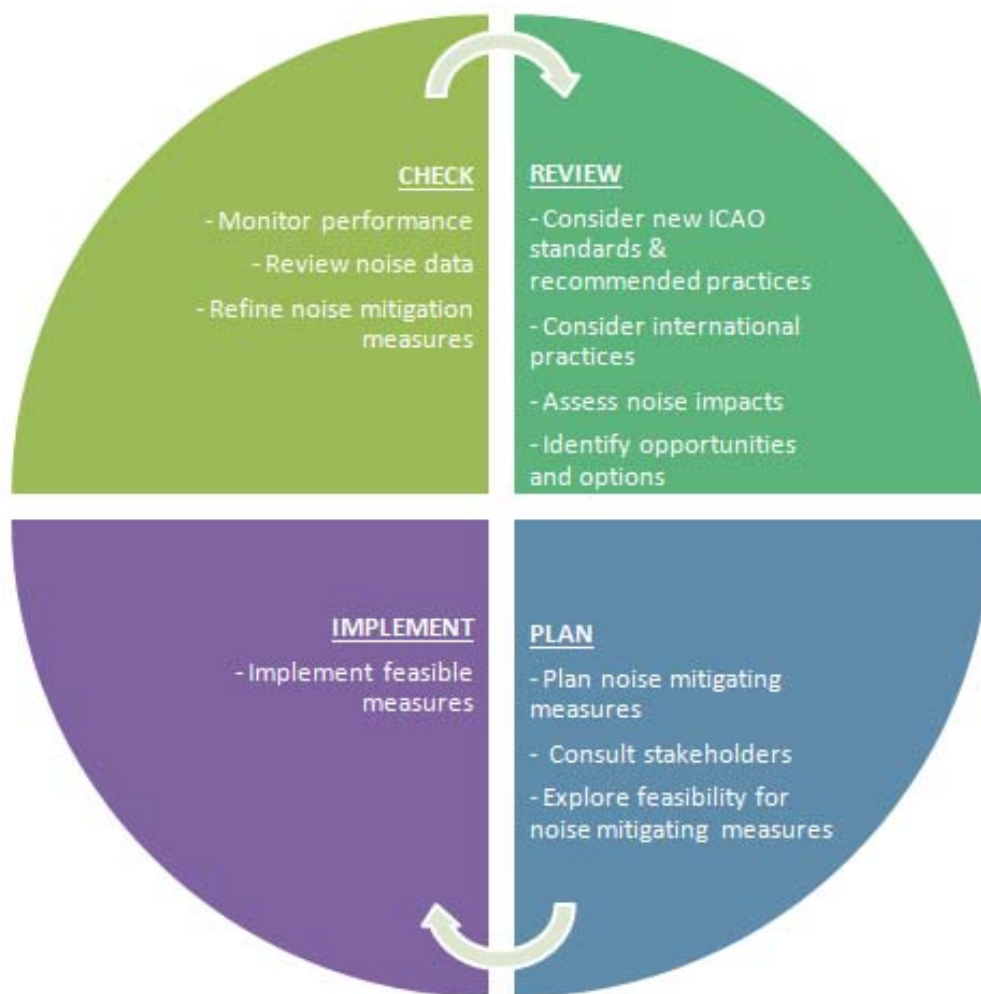 CHECK
- Monitor performance
- Review noise data
- Refine noise mitigation
measures
REVIEW
- Consider new ICAO
standards &
recommended practices
- Consider international
practices
- Assess noise impacts
- Identify opportunities
and options
IMPLEMENT
- Implement feasible
measures
PLAN
- Plan noise mitigating
measures
- Consult stakeholders
- Explore feasibility for
noise mitigating measures